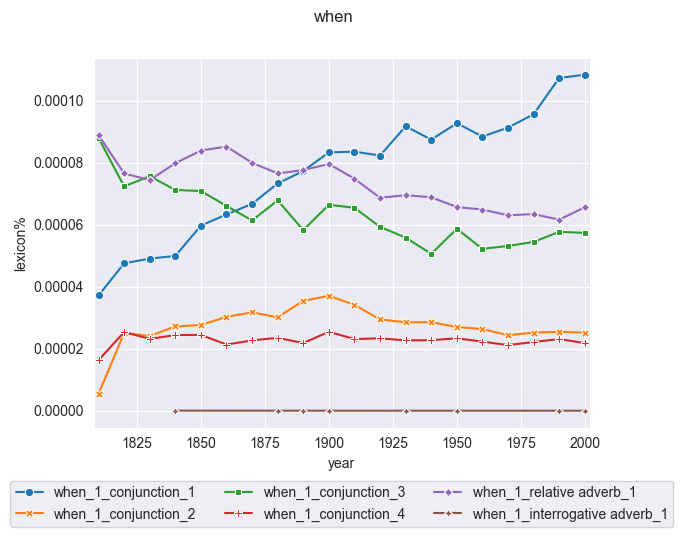 when
0.00010
0.00008
0.00006
0.00004
0.00002
0.00000
lexicon%
1825 1850 1875 1900 1925 1950 1975 2000
year
when_1_conjunction_1 when_1_conjunction_3 when_1_relative adverb_1
when_1_conjunction_2 when_1_conjunction_4 when_1_interrogative adverb_1